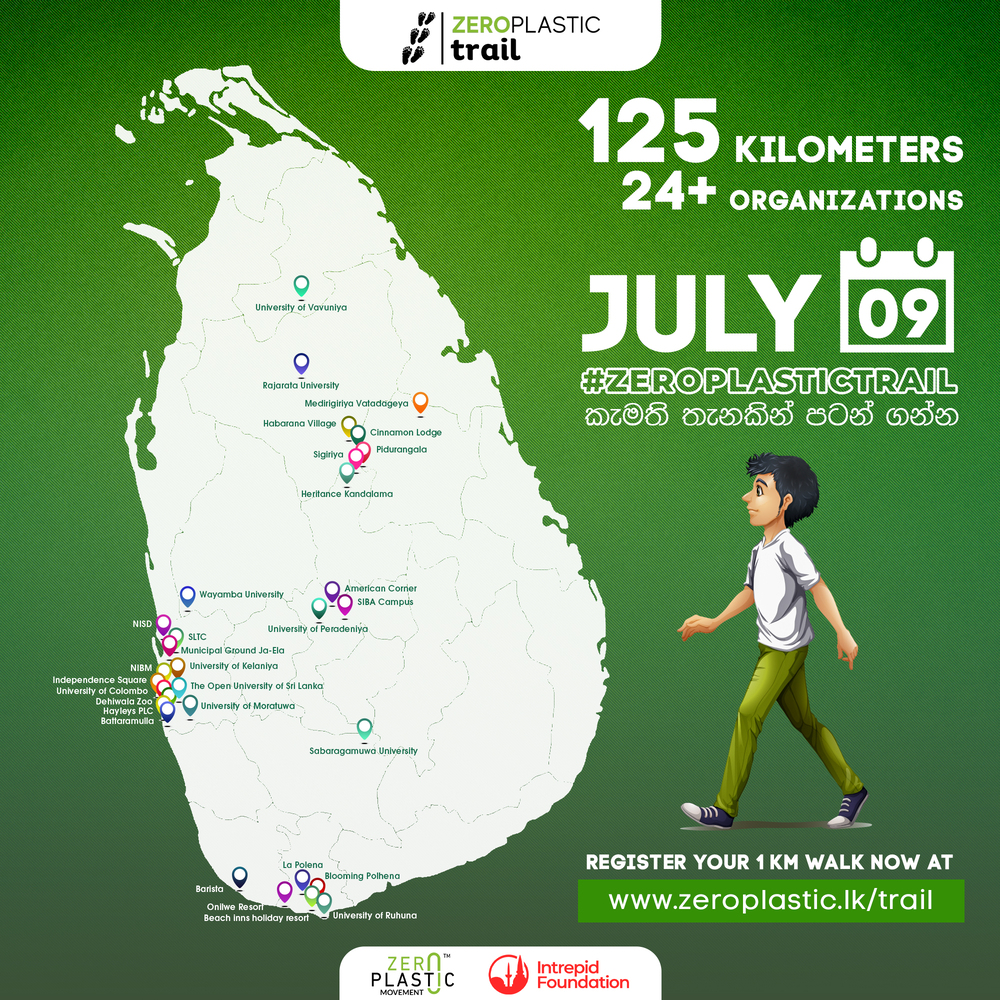 ZEROPLASTIC
trail
125 KILOMETERS
24+ ORGANIZATIONS
JULY 09
#ZEROPLASTICTRAIL
කැමති තැනකින් පටන් ගන්න
University of Vavuniya
Rajarata University
Medirigiriya Vatadageya
Habarana Village
Cinnamon Lodge
Pidurangala
Sigiriya
Heritance Kandalama
American Corner
Wayamba University
SIBA Campus
NISD
University of Peradeniya
SLTC
Municipal Ground Ja-Ela
NIBM
University of Kelaniya
Independence Square
The Open University of Sri Lanka
University of Colombo
Dehiwala Zoo
University of Moratuwa
Hayleys PLC
Battaramulla
Sabaragamuwa University
La Polena
Blooming Polhena
Barista
Onilwe Resort
University of Ruhuna
Beach inns holiday resort
REGISTER YOUR 1 KM WALK NOW AT
www.zeroplastic.lk/trail
ZERO™
PLASTIC
MOVEMENT
Intrepid
Foundation